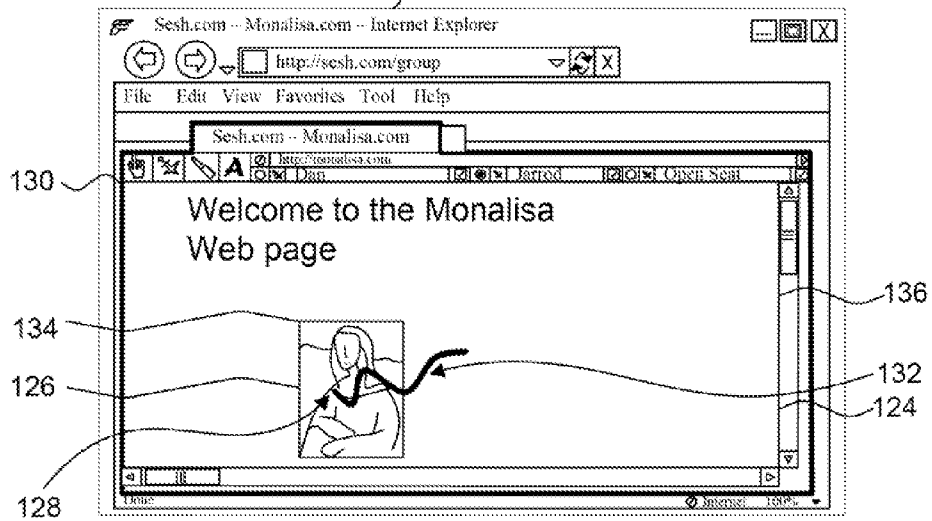 Sesh.com – Monalisa.com – Internet Explorer
X
http://sesh.com/group
X
File Edit View Favorites Tool Help
Sesh.com – Monalisa.com
A http://monalisa.com
Dan Jarrod Open Seat
130
Welcome to the Monalisa
Web page
136
134
126
132
124
128
Done Internet 100%